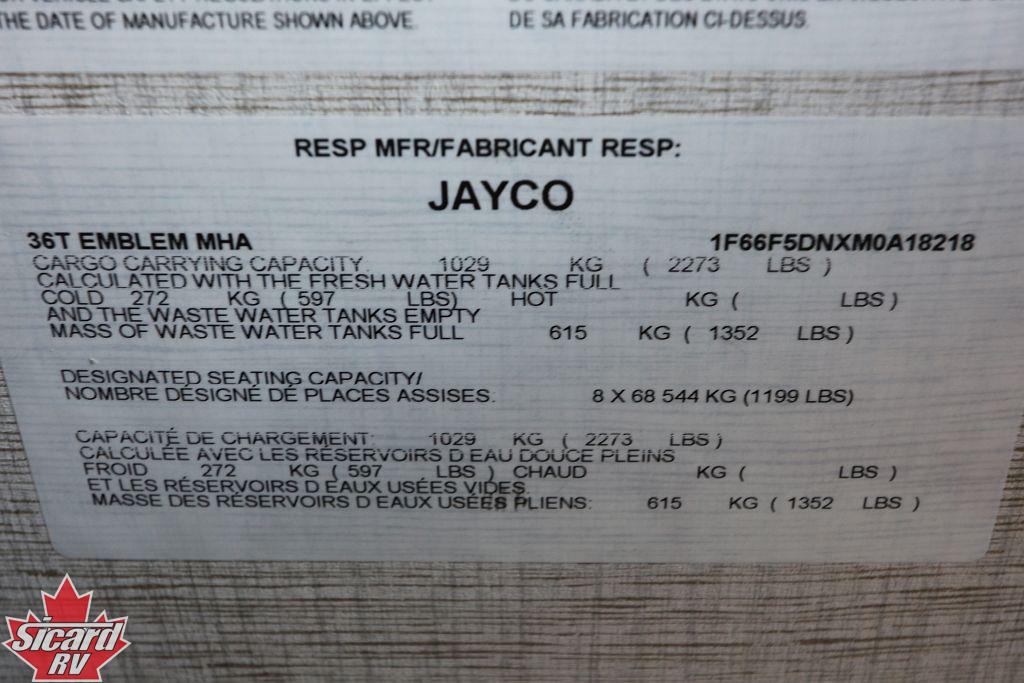 THE DATE OF MANUFACTURE SHOWN ABOVE.
DE SA FABRICATION CI-DESSUS.
RESP MFR/FABRICANT RESP:
JAYCO
36T EMBLEM MHA 1F66F5DNXM0A18218
CARGO CARRYING CAPACITY: 1029 KG ( 2273 LBS )
CALCULATED WITH THE FRESH WATER TANKS FULL
COLD 272 KG ( 597 LBS) HOT KG ( LBS )
AND THE WASTE WATER TANKS EMPTY
MASS OF WASTE WATER TANKS FULL 615 KG ( 1352 LBS )
DESIGNATED SEATING CAPACITY/
NOMBRE DÉSIGNÉ DE PLACES ASSISES: 8 X 68 544 KG (1199 LBS)
CAPACITÉ DE CHARGEMENT: 1029 KG ( 2273 LBS )
CALCULÉE AVEC LES RÉSERVOIRS D EAU DOUCE PLEINS
FROID 272 KG ( 597 LBS ) CHAUD KG ( LBS )
ET LES RÉSERVOIRS D EAUX USÉES VIDES
MASSE DES RÉSERVOIRS D EAUX USÉES PLIENS: 615 KG ( 1352 LBS )
Sicard
RV